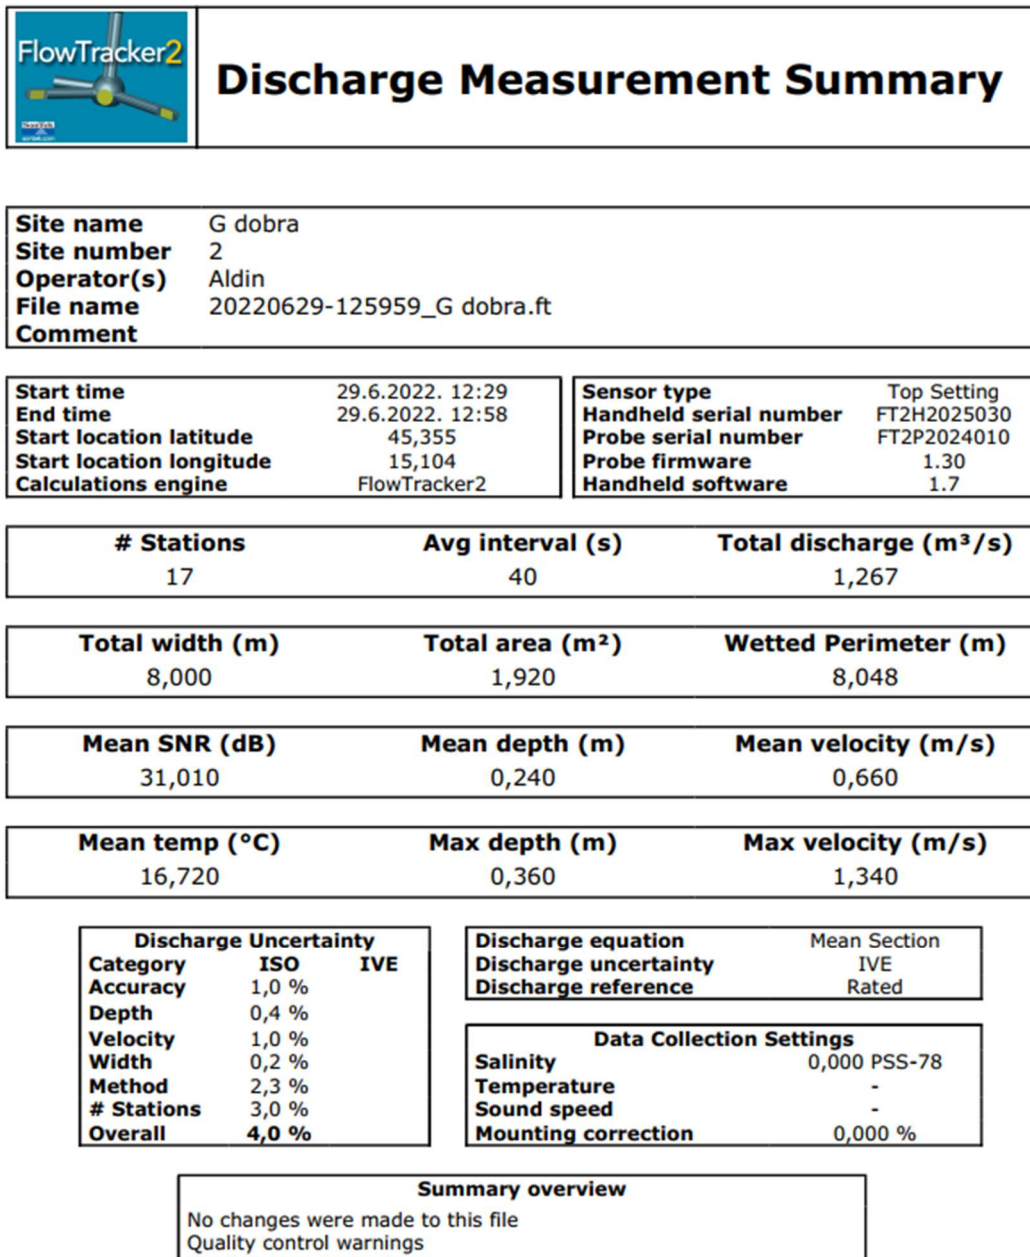 FlowTracker2
Discharge Measurement Summary
Site name G dobra
Site number 2
Operator(s) Aldin
File name 20220629-125959_G dobra.ft
Comment
Start time 29.6.2022. 12:29
End time 29.6.2022. 12:58
Start location latitude 45,355
Start location longitude 15,104
Calculations engine FlowTracker2
Sensor type Top Setting
Handheld serial number FT2H2025030
Probe serial number FT2P2024010
Probe firmware 1.30
Handheld software 1.7
# Stations Avg interval (s) Total discharge (m³/s)
17 40 1,267
Total width (m) Total area (m²) Wetted Perimeter (m)
8,000 1,920 8,048
Mean SNR (dB) Mean depth (m) Mean velocity (m/s)
31,010 0,240 0,660
Mean temp (°C) Max depth (m) Max velocity (m/s)
16,720 0,360 1,340
Discharge Uncertainty
Category ISO IVE
Accuracy 1,0 %
Depth 0,4 %
Velocity 1,0 %
Width 0,2 %
Method 2,3 %
# Stations 3,0 %
Overall 4,0 %
Discharge equation Mean Section
Discharge uncertainty IVE
Discharge reference Rated
Data Collection Settings
Salinity 0,000 PSS-78
Temperature -
Sound speed -
Mounting correction 0,000 %
Summary overview
No changes were made to this file
Quality control warnings